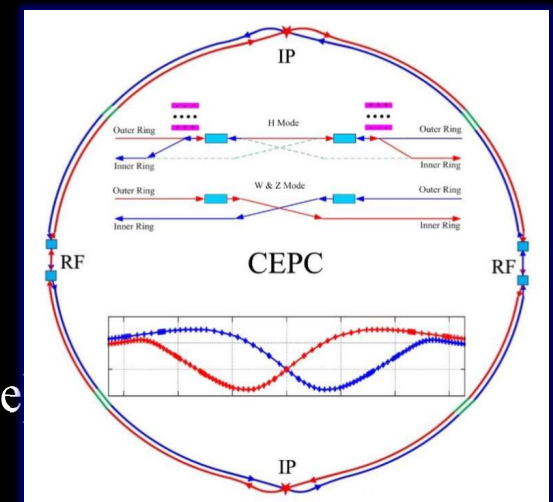 IP
H Mode
Outer Ring
Outer Ring
Inner Ring
Inner Ring
W & Z Mode
Outer Ring
Outer Ring
Inner Ring
Inner Ring
RF
CEPC
RF
e
IP